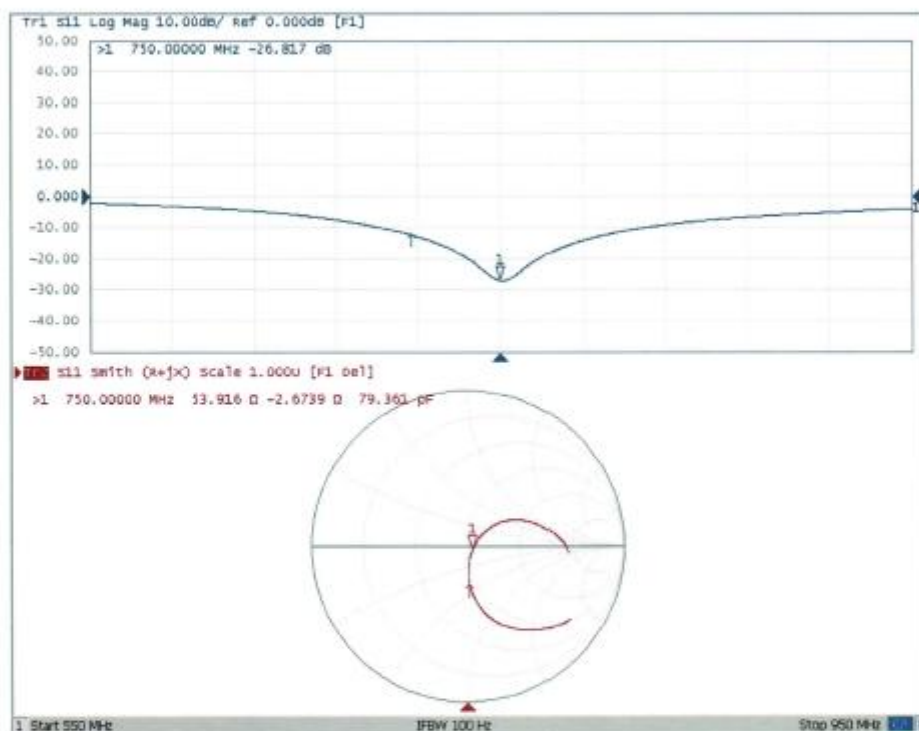 Tr1 S11 Log Mag 10.00dB/ Ref 0.000dB [F1]
>1 750.00000 MHz -26.817 dB
50.00
40.00
30.00
20.00
10.00
0.000
-10.00
-20.00
-30.00
-40.00
-50.00
1
1
S11 Smith (R+jX) Scale 1.000U [F1 Del]
>1 750.00000 MHz 53.916 Ω -2.6739 Ω 79.361 pF
1
1 Start 550 MHz IFBW 100 Hz Stop 950 MHz